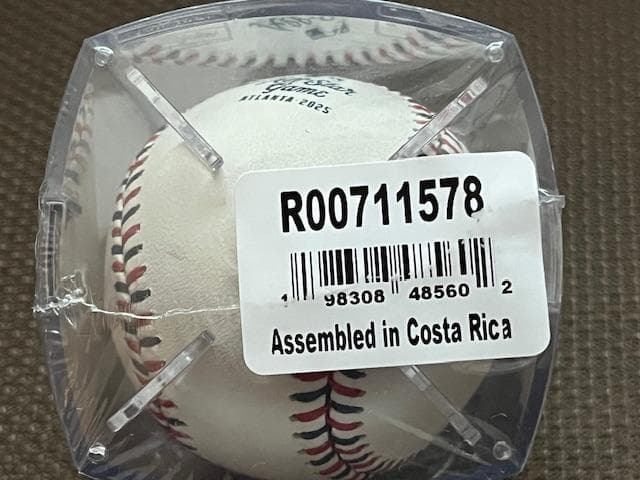 Game
ATLANTA·2025
R00711578
1 98308 48560 2
Assembled in Costa Rica